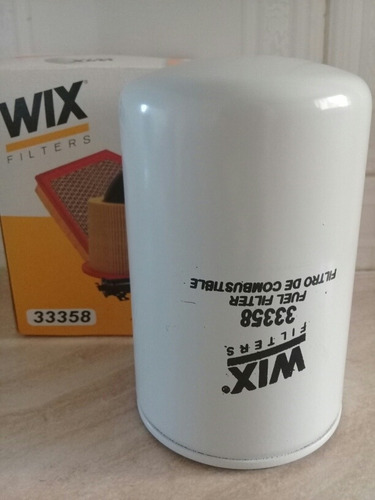 WIX
FILTERS
33358
WIX
FILTERS
33358
FUEL FILTER
FILTRO DE COMBUSTIBLE